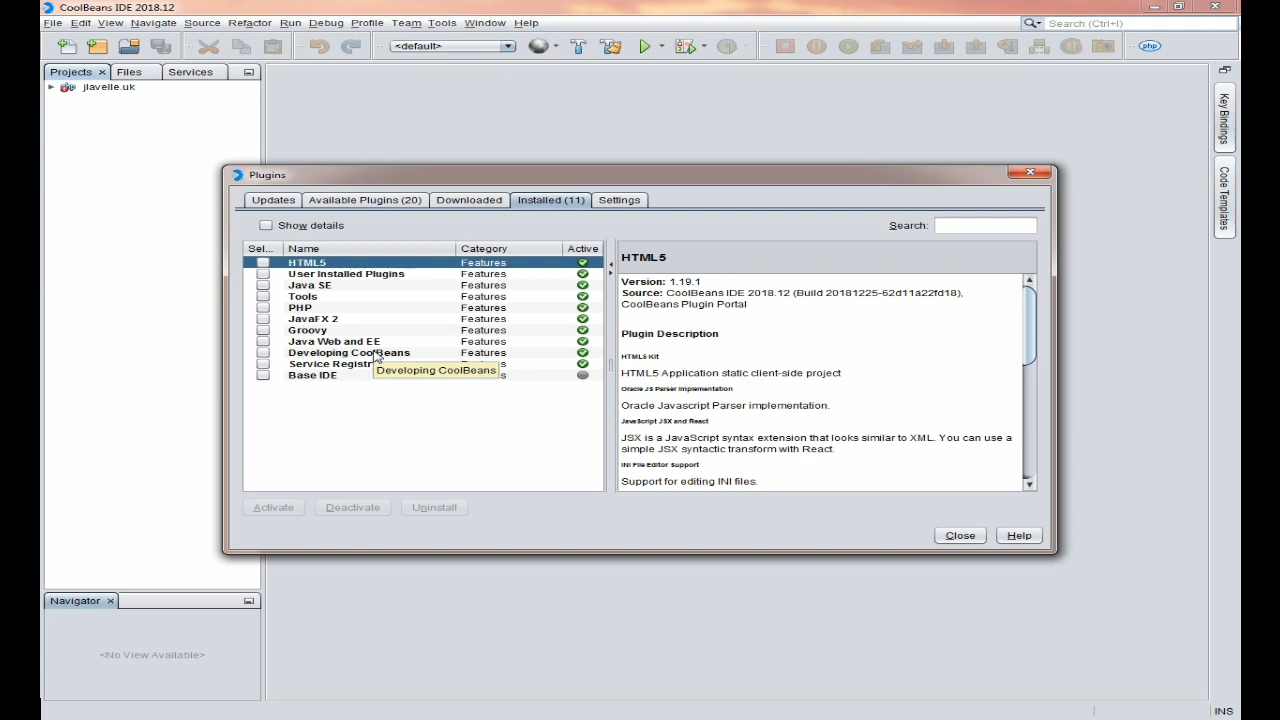 CoolBeans IDE 2018.12
File Edit View Navigate Source Refactor Run Debug Profile Team Tools Window Help
Search (Ctrl+I)
<default>
php
Projects Files Services
jlavelle.uk
Key Bindings
Code Templates
Plugins
Updates Available Plugins (20) Downloaded Installed (11) Settings
Show details
Search:
Sel... Name Category Active
HTML5 Features
User Installed Plugins Features
Java SE Features
Tools Features
PHP Features
JavaFX 2 Features
Groovy Features
Java Web and EE Features
Developing CoolBeans Features
Service Registr
Developing CoolBeans
Base IDE
HTML5
Version: 1.19.1
Source: CoolBeans IDE 2018.12 (Build 20181225-62d11a22fd18),
CoolBeans Plugin Portal
Plugin Description
HTML5 Kit
HTML5 Application static client-side project
Oracle JS Parser Implementation
Oracle Javascript Parser implementation.
JavaScript JSX and React
JSX is a JavaScript syntax extension that looks similar to XML. You can use a
simple JSX syntactic transform with React.
INI File Editor Support
Support for editing INI files.
Activate Deactivate Uninstall
Close Help
Navigator
<No View Available>
INS